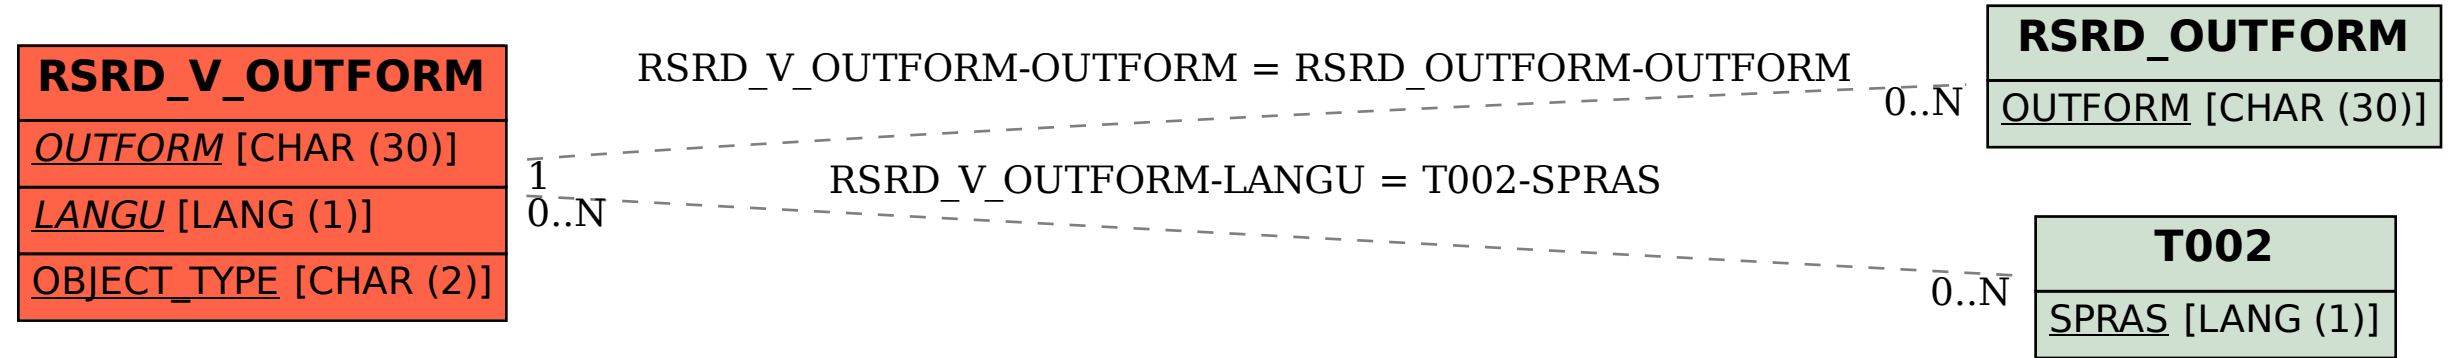 RSRD_V_OUTFORM
OUTFORM [CHAR (30)]
LANGU [LANG (1)]
OBJECT_TYPE [CHAR (2)]
RSRD_V_OUTFORM-OUTFORM = RSRD_OUTFORM-OUTFORM
1
0..N
RSRD_V_OUTFORM-LANGU = T002-SPRAS
0..N
0..N
RSRD_OUTFORM
OUTFORM [CHAR (30)]
T002
SPRAS [LANG (1)]